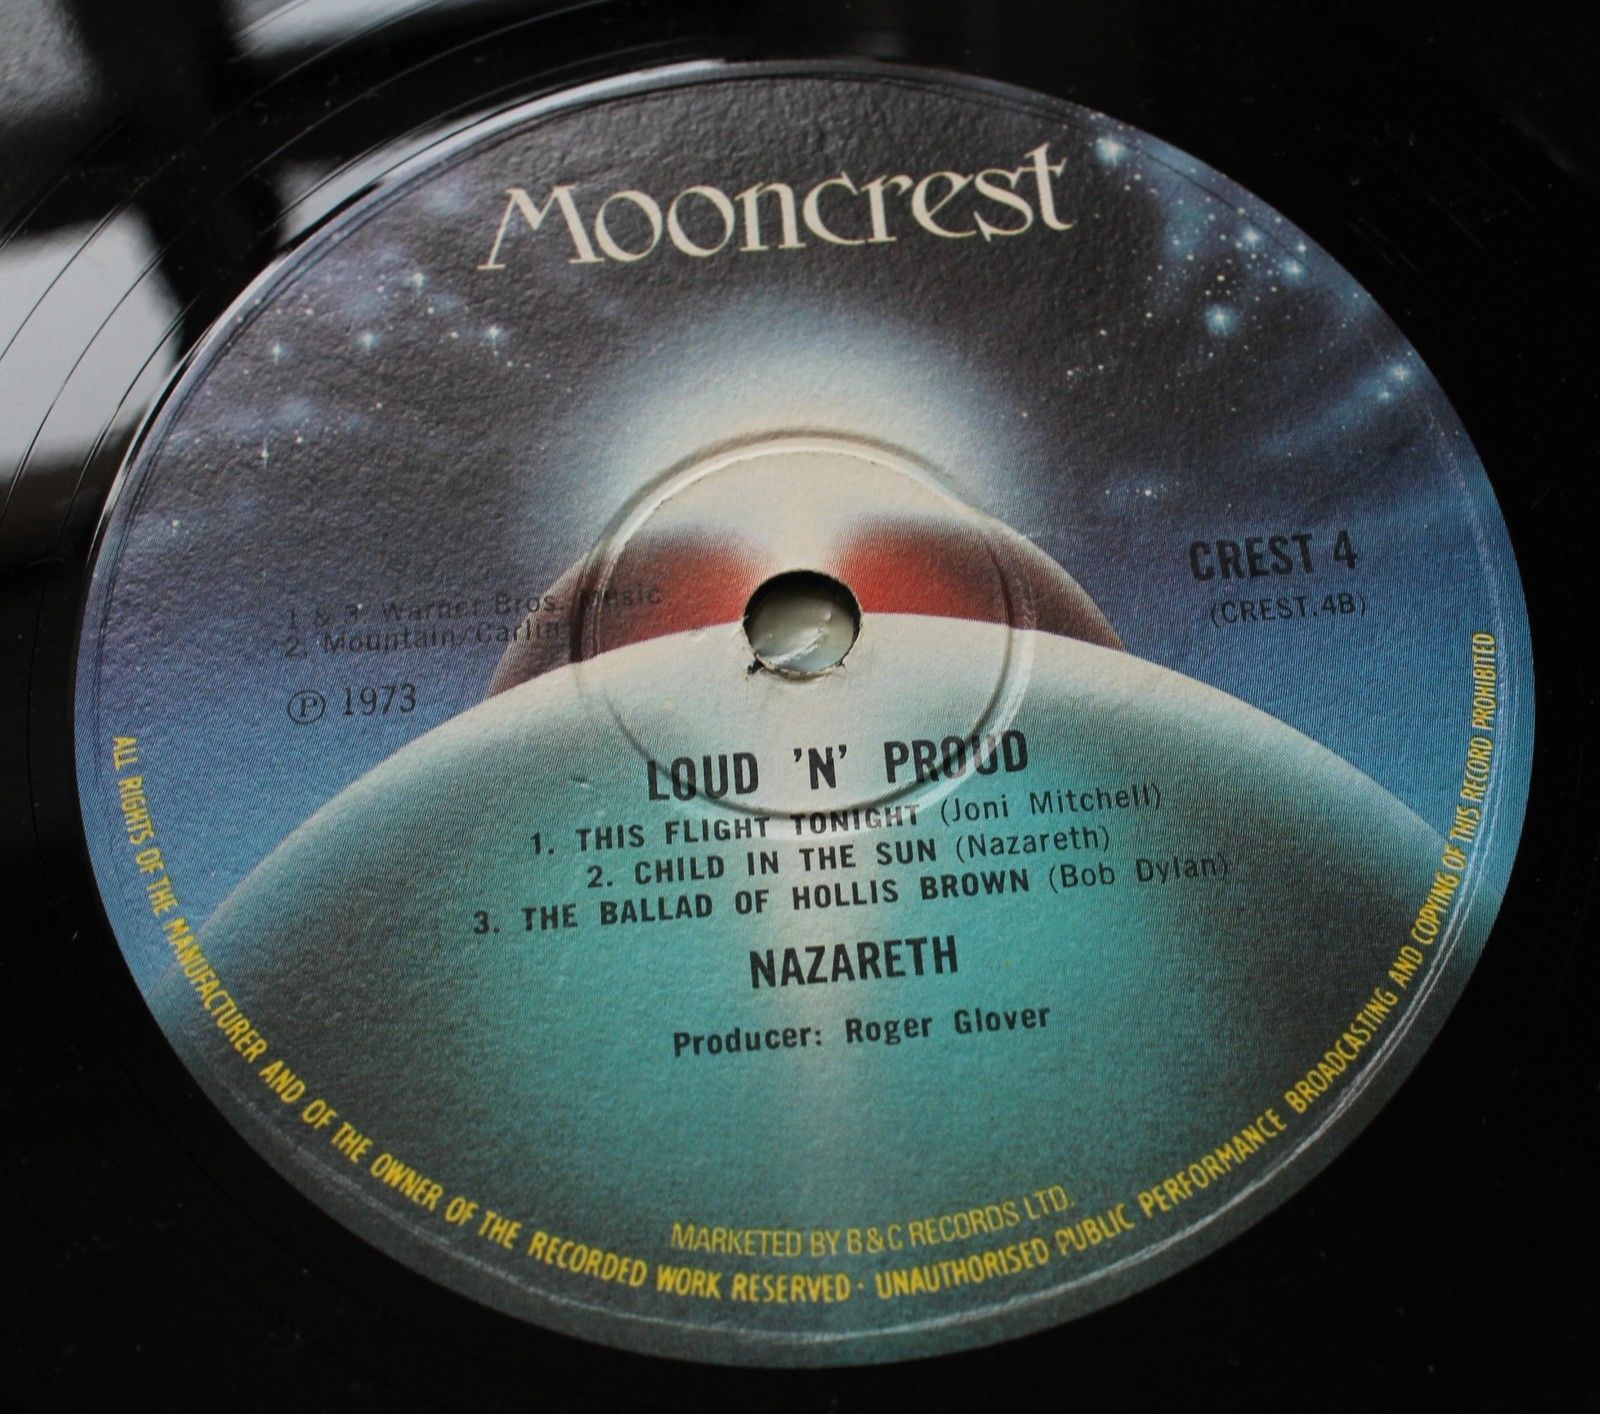 Mooncrest
CREST 4
(CREST.4B)
1 & 3. Warner Bros. Music
2. Mountain/Carlin
Ⓟ 1973
LOUD 'N' PROUD
1. THIS FLIGHT TONIGHT (Joni Mitchell)
2. CHILD IN THE SUN (Nazareth)
3. THE BALLAD OF HOLLIS BROWN (Bob Dylan)
NAZARETH
Producer: Roger Glover
MARKETED BY B&C RECORDS LTD.
ALL RIGHTS OF THE MANUFACTURER AND OF THE OWNER OF THE RECORDED WORK RESERVED · UNAUTHORISED PUBLIC PERFORMANCE BROADCASTING AND COPYING OF THIS RECORD PROHIBITED